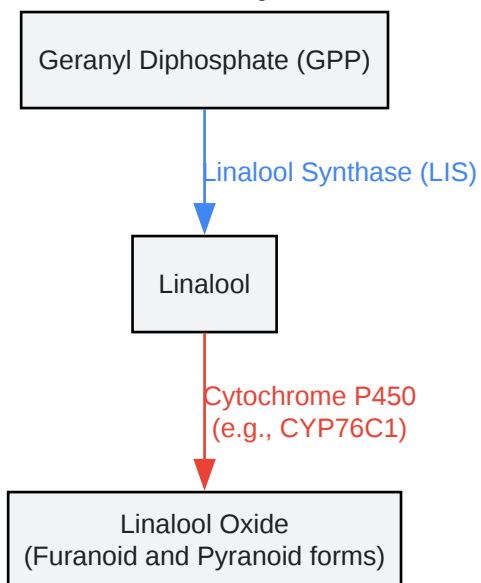 Geranyl Diphosphate (GPP)
Linalool Synthase (LIS)
Linalool
Cytochrome P450
(e.g., CYP76C1)
Linalool Oxide
(Furanoid and Pyranoid forms)